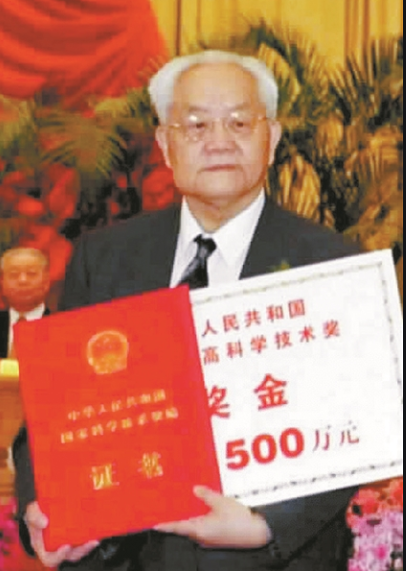 中华人民共和国
国家科学技术奖励
证书
人民共和国
高科学技术奖
奖金
500万元